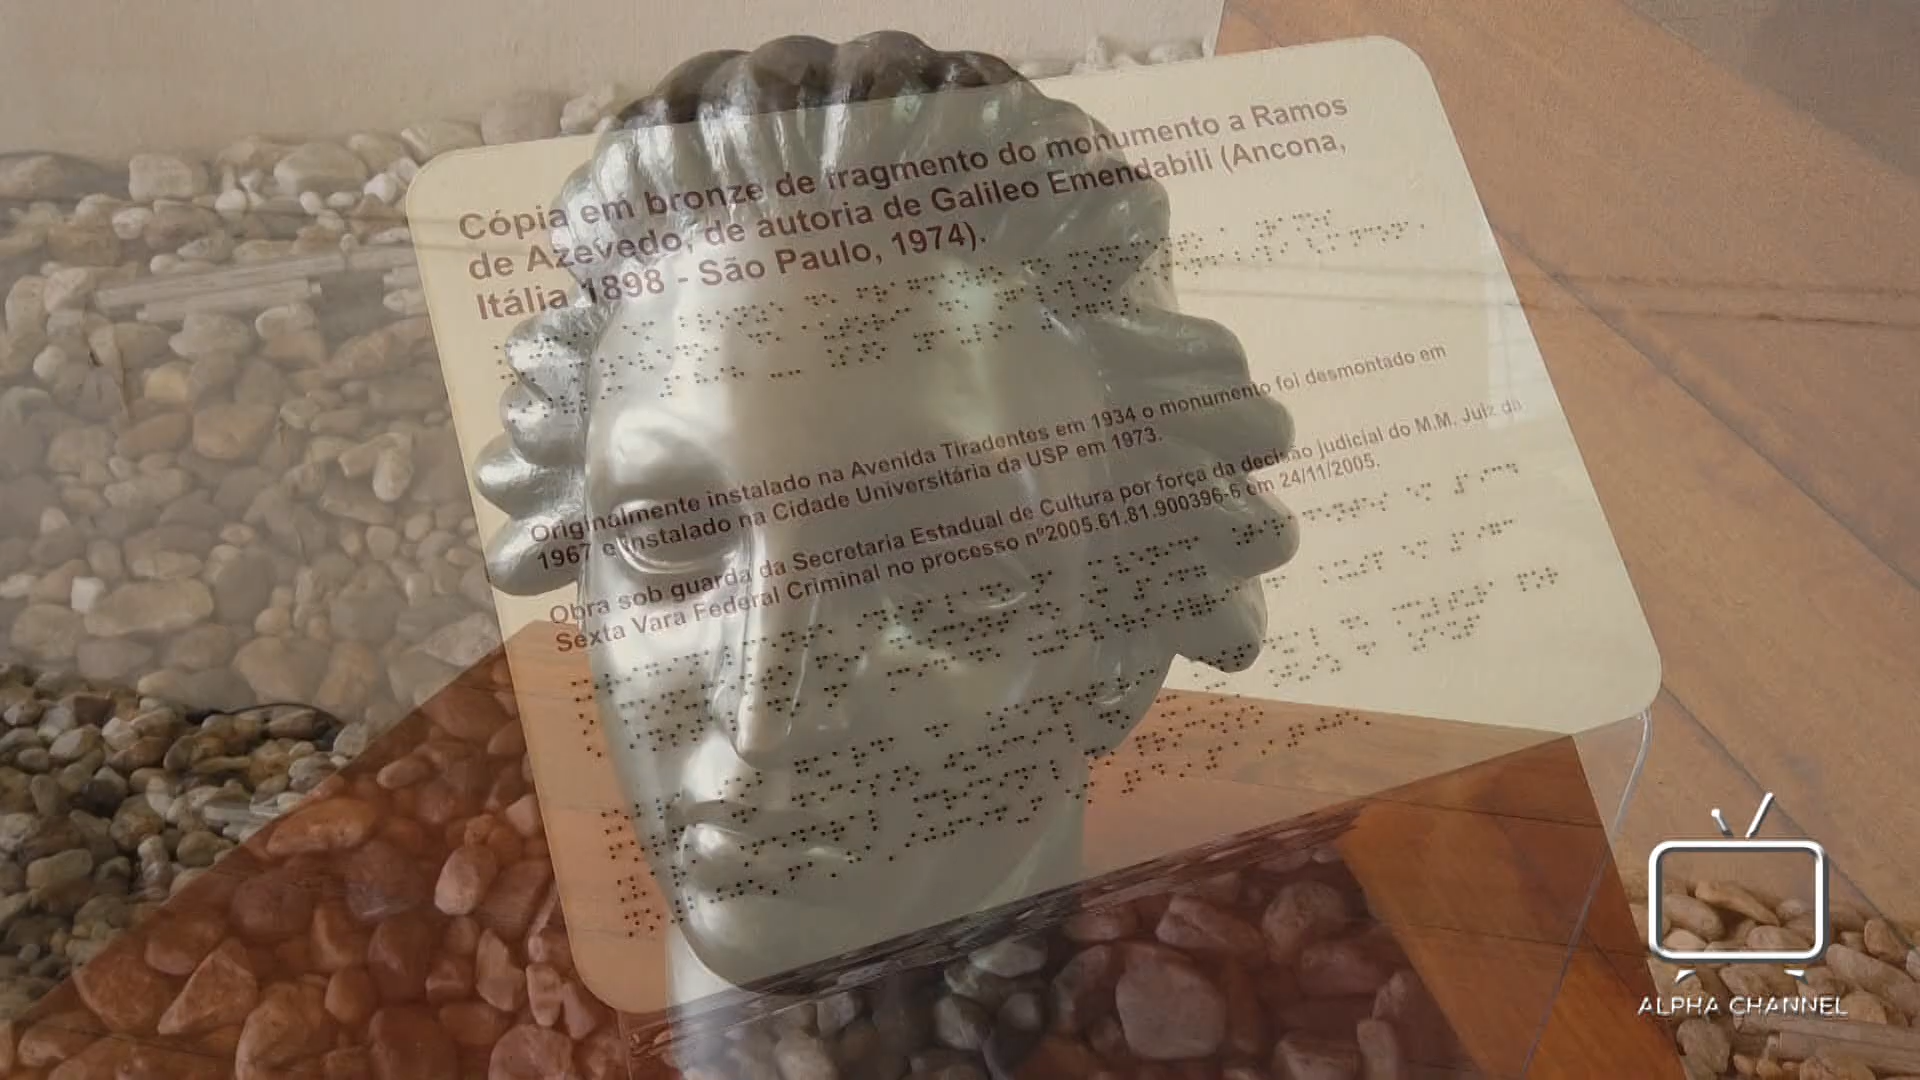 Cópia em bronze de fragmento do monumento a Ramos
de Azevedo, de autoria de Galileo Emendabili (Ancona,
Itália 1898 - São Paulo, 1974).
Originalmente instalado na Avenida Tiradentes em 1934 o monumento foi desmontado em
1967 e instalado na Cidade Universitária da USP em 1973.
Obra sob guarda da Secretaria Estadual de Cultura por força da decisão judicial do M.M. Juiz da
Sexta Vara Federal Criminal no processo nº2005.61.81.900396-6 em 24/11/2005.
ALPHA CHANNEL